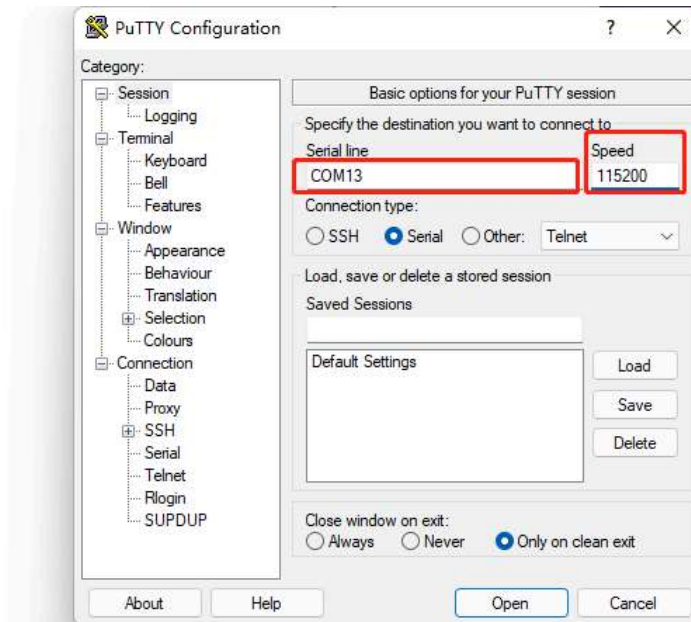 PuTTY Configuration
?
Category:
Session
Logging
Terminal
Keyboard
Bell
Features
Window
Appearance
Behaviour
Translation
Selection
Colours
Connection
Data
Proxy
SSH
Serial
Telnet
Rlogin
SUPDUP
Basic options for your PuTTY session
Specify the destination you want to connect to
Serial line Speed
COM13 115200
Connection type:
SSH Serial Other: Telnet
Load, save or delete a stored session
Saved Sessions
Default Settings
Load
Save
Delete
Close window on exit:
Always Never Only on clean exit
About Help Open Cancel